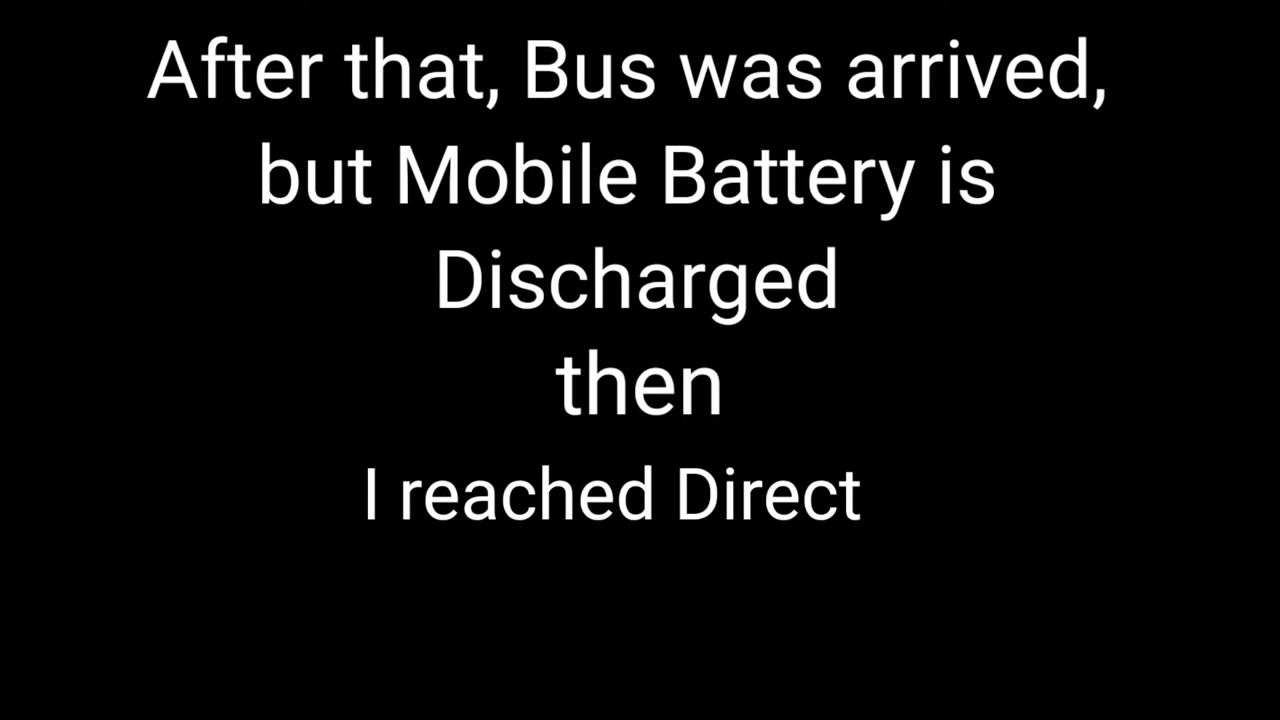 After that, Bus was arrived,
but Mobile Battery is
Discharged
then
I reached Direct